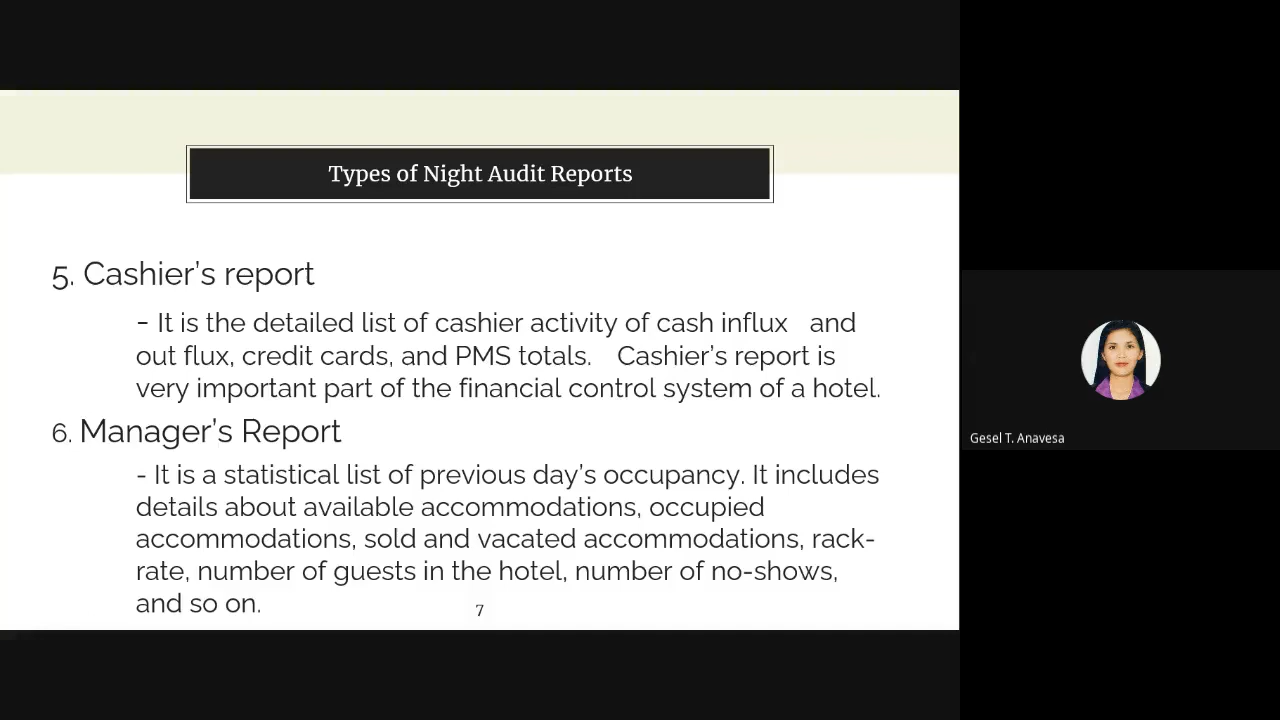 Types of Night Audit Reports
5. Cashier's report
- It is the detailed list of cashier activity of cash influx and
out flux, credit cards, and PMS totals. Cashier's report is
very important part of the financial control system of a hotel.
6. Manager's Report
- It is a statistical list of previous day's occupancy. It includes
details about available accommodations, occupied
accommodations, sold and vacated accommodations, rack-
rate, number of guests in the hotel, number of no-shows,
and so on.
7
Gesel T. Anavesa